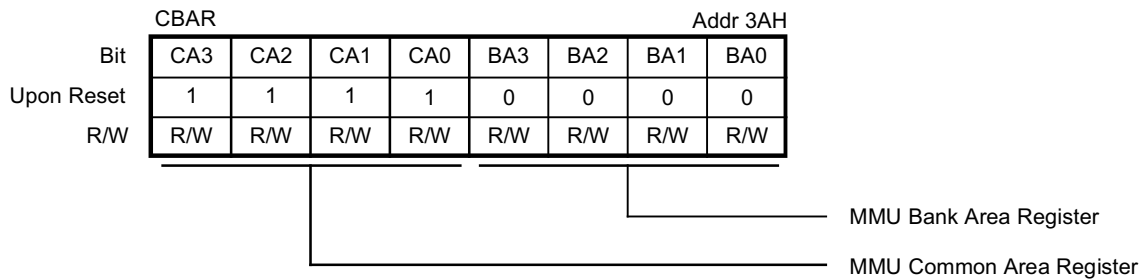 CBAR Addr 3AH
Bit CA3 CA2 CA1 CA0 BA3 BA2 BA1 BA0
Upon Reset 1 1 1 1 0 0 0 0
R/W R/W R/W R/W R/W R/W R/W R/W R/W
MMU Bank Area Register
MMU Common Area Register